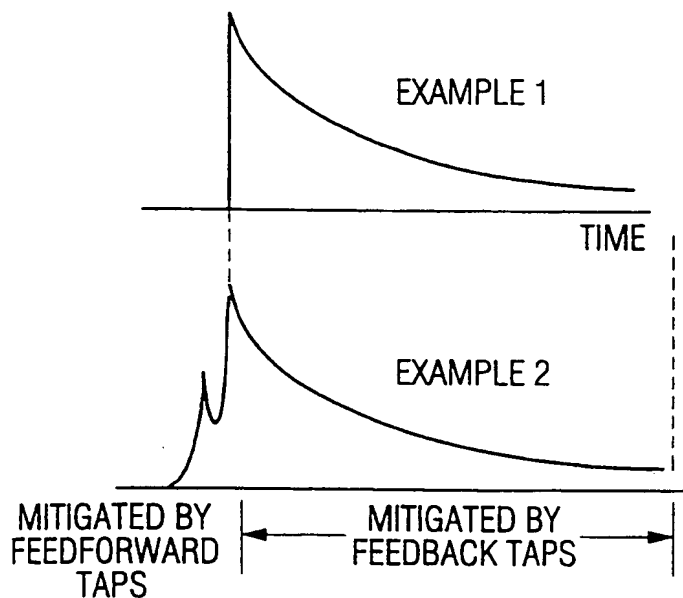 EXAMPLE 1
TIME
EXAMPLE 2
MITIGATED BY
FEEDFORWARD
TAPS
MITIGATED BY
FEEDBACK TAPS